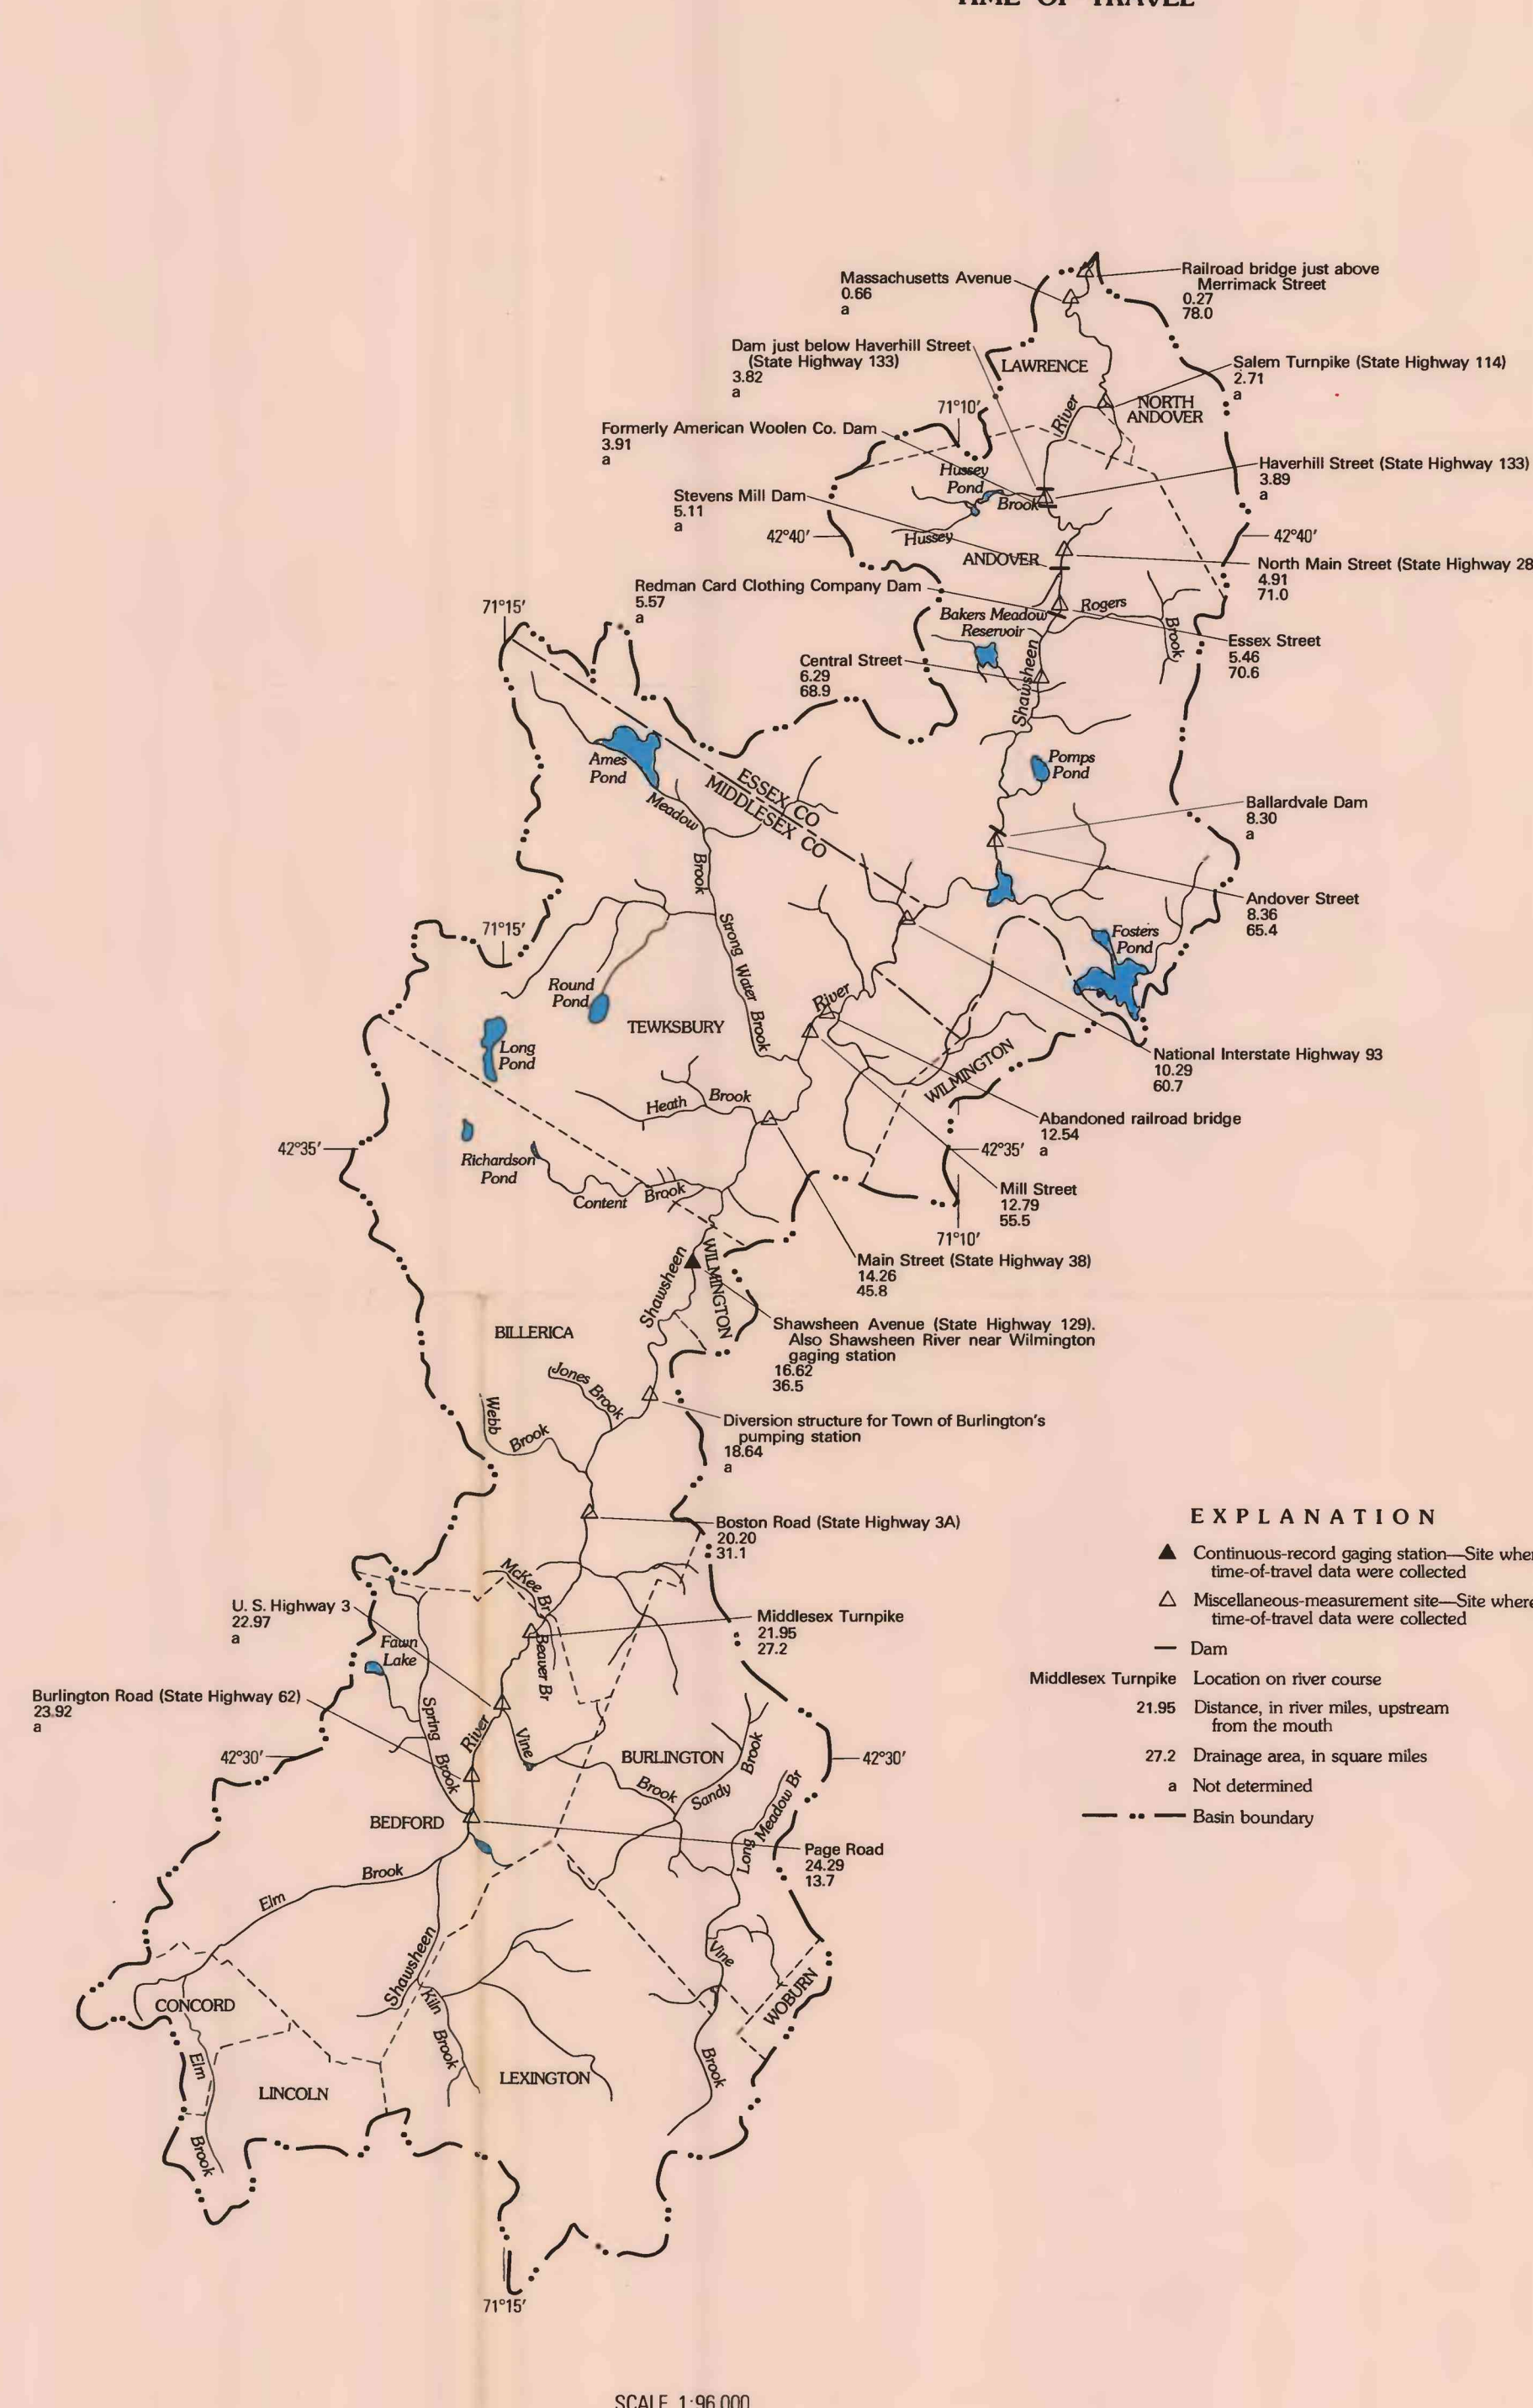 TIME OF TRAVEL
Massachusetts Avenue
0.66
a
Railroad bridge just above
Merrimack Street
0.27
78.0
Dam just below Haverhill Street
(State Highway 133)
3.82
a
LAWRENCE
Salem Turnpike (State Highway 114)
2.71
a
River
NORTH
ANDOVER
71°10′
Formerly American Woolen Co. Dam
3.91
a
Haverhill Street (State Highway 133)
3.89
a
Hussey
Pond
Brook
Stevens Mill Dam
5.11
a
42°40′
Hussey
42°40′
ANDOVER
North Main Street (State Highway 28
4.91
71.0
Redman Card Clothing Company Dam
5.57
a
71°15′
Bakers Meadow
Reservoir
Rogers
Brook
Essex Street
5.46
70.6
Central Street
6.29
68.9
Shawsheen
Ames
Pond
Pomps
Pond
ESSEX CO
MIDDLESEX CO
Meadow
Brook
Ballardvale Dam
8.30
a
Andover Street
8.36
65.4
71°15′
Strong Water Brook
Fosters
Pond
Round
Pond
River
TEWKSBURY
Long
Pond
WILMINGTON
National Interstate Highway 93
10.29
60.7
Heath Brook
Abandoned railroad bridge
12.54
a
42°35′
42°35′
Richardson
Pond
Content Brook
Mill Street
12.79
55.5
71°10′
Main Street (State Highway 38)
14.26
45.8
Shawsheen
WILMINGTON
BILLERICA
Shawsheen Avenue (State Highway 129).
Also Shawsheen River near Wilmington
gaging station
16.62
36.5
Jones Brook
Webb
Brook
Diversion structure for Town of Burlington's
pumping station
18.64
a
Boston Road (State Highway 3A)
20.20
31.1
EXPLANATION
Continuous-record gaging station—Site whe
time-of-travel data were collected
Miscellaneous-measurement site—Site where
time-of-travel data were collected
Dam
Middlesex Turnpike Location on river course
21.95 Distance, in river miles, upstream
from the mouth
27.2 Drainage area, in square miles
a Not determined
Basin boundary
McKee Br
U. S. Highway 3
22.97
a
Middlesex Turnpike
21.95
27.2
Fawn
Lake
Beaver Br
Burlington Road (State Highway 62)
23.92
a
Spring
Brook
River
Vine
42°30′
BURLINGTON
Brook
42°30′
Brook
Sandy
Long Meadow Br
BEDFORD
Page Road
24.29
13.7
Elm Brook
Shawsheen
Vine
CONCORD
Kiln
Brook
WOBURN
Elm
LINCOLN
LEXINGTON
Brook
Brook
71°15′
SCALE 1:96 000